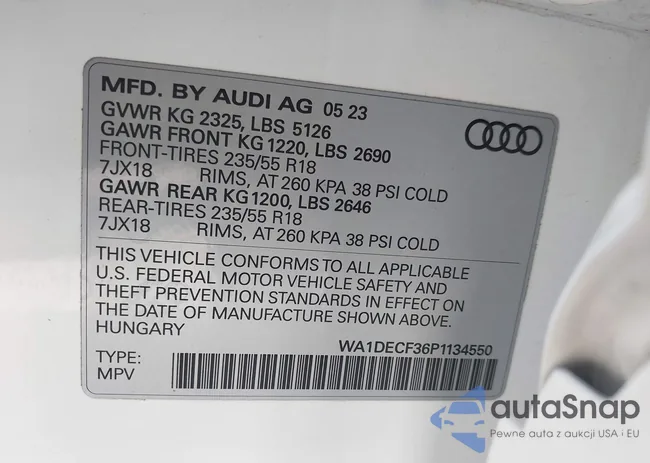 MFD. BY AUDI AG 05 23
GVWR KG 2325, LBS 5126
GAWR FRONT KG 1220, LBS 2690
FRONT-TIRES 235/55 R18
7JX18 RIMS, AT 260 KPA 38 PSI COLD
GAWR REAR KG 1200, LBS 2646
REAR-TIRES 235/55 R18
7JX18 RIMS, AT 260 KPA 38 PSI COLD
THIS VEHICLE CONFORMS TO ALL APPLICABLE
U.S. FEDERAL MOTOR VEHICLE SAFETY AND
THEFT PREVENTION STANDARDS IN EFFECT ON
THE DATE OF MANUFACTURE SHOWN ABOVE.
HUNGARY
WA1DECF36P1134550
TYPE:
MPV
autaSnap
Pewne auta z aukcji USA i EU